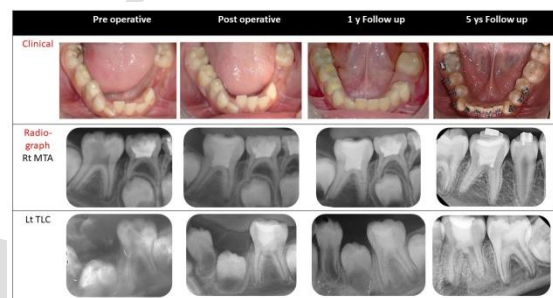 Pre operative
Post operative
1 y Follow up
5 ys Follow up
Clinical
Radio-
graph
Rt MTA
Lt TLC